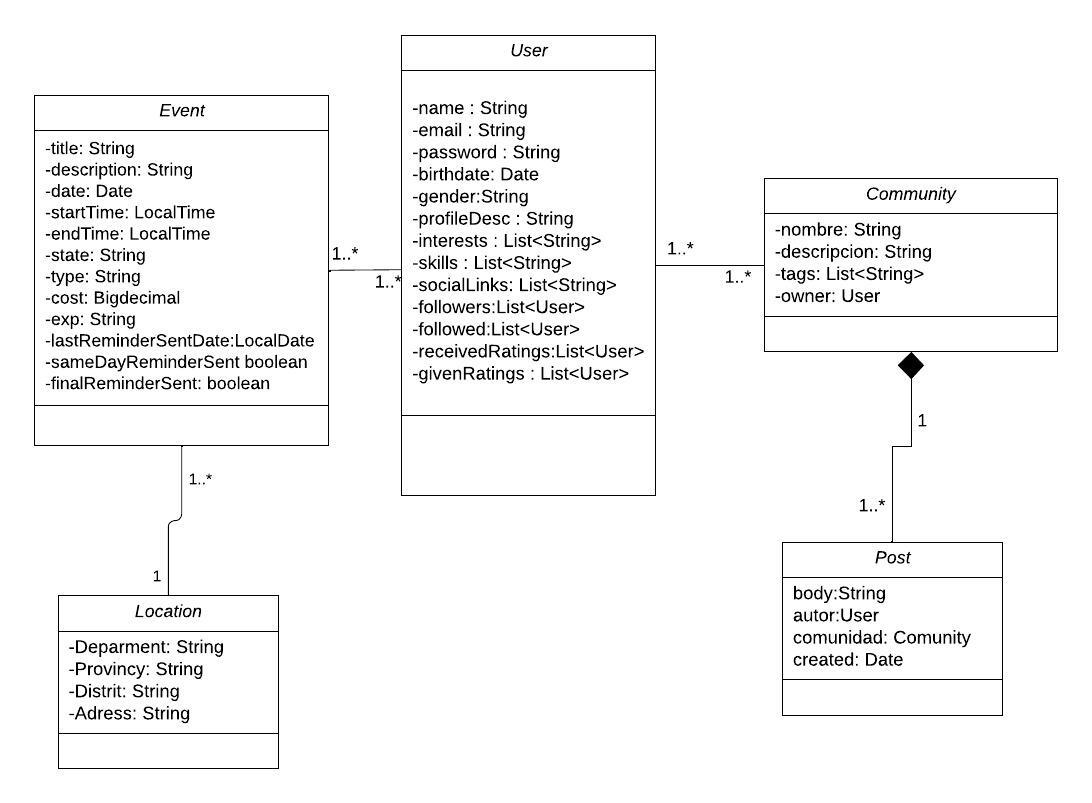 User
-name : String
-email : String
-password : String
-birthdate: Date
-gender:String
-profileDesc : String
-interests : List<String>
-skills : List<String>
-socialLinks: List<String>
-followers:List<User>
-followed:List<User>
-receivedRatings:List<User>
-givenRatings : List<User>
Event
-title: String
-description: String
-date: Date
-startTime: LocalTime
-endTime: LocalTime
-state: String
-type: String
-cost: Bigdecimal
-exp: String
-lastReminderSentDate:LocalDate
-sameDayReminderSent boolean
-finalReminderSent: boolean
1..*
1..*
1..*
1..*
Community
-nombre: String
-descripcion: String
-tags: List<String>
-owner: User
1
1..*
1..*
1
Location
-Deparment: String
-Provincy: String
-Distrit: String
-Adress: String
Post
body:String
autor:User
comunidad: Comunity
created: Date